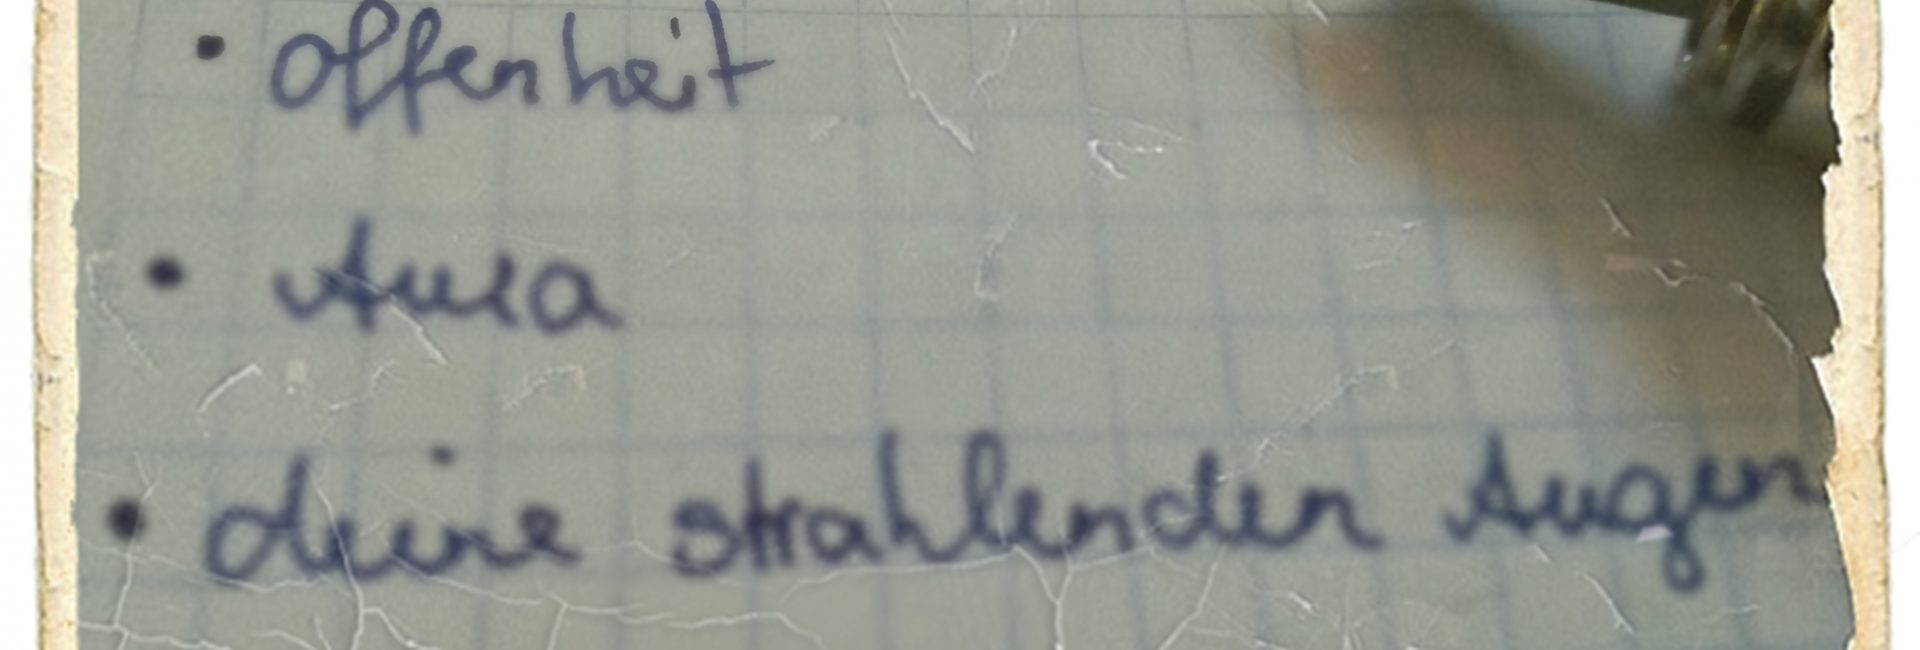 • Offenheit
• Aura
• deine strahlenden Augen